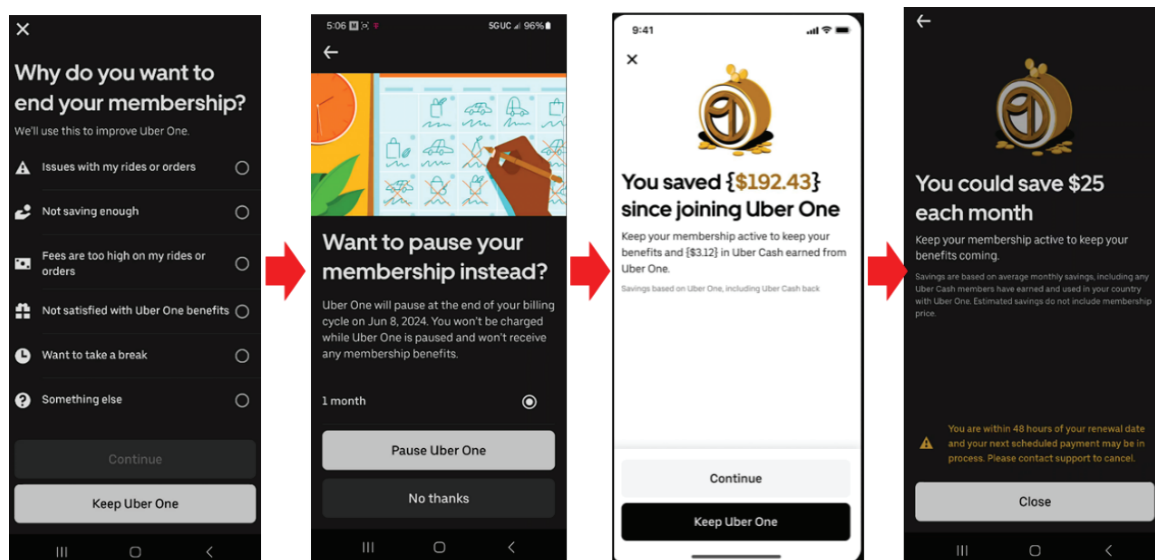 Why do you want to
end your membership?
We'll use this to improve Uber One.
Issues with my rides or orders
Not saving enough
Fees are too high on my rides or
orders
Not satisfied with Uber One benefits
Want to take a break
Something else
Continue
Keep Uber One
5:06
5GUC
96%
Want to pause your
membership instead?
Uber One will pause at the end of your billing
cycle on Jun 8, 2024. You won't be charged
while Uber One is paused and won't receive
any membership benefits.
1 month
Pause Uber One
No thanks
9:41
You saved {$192.43}
since joining Uber One
Keep your membership active to keep your
benefits and {$3.12} in Uber Cash earned from
Uber One.
Savings based on Uber One, including Uber Cash back
Continue
Keep Uber One
You could save $25
each month
Keep your membership active to keep your
benefits coming.
Savings are based on average monthly savings, including any
Uber Cash members have earned and used in your country
with Uber One. Estimated savings do not include membership
price.
You are within 48 hours of your renewal date
and your next scheduled payment may be in
process. Please contact support to cancel.
Close